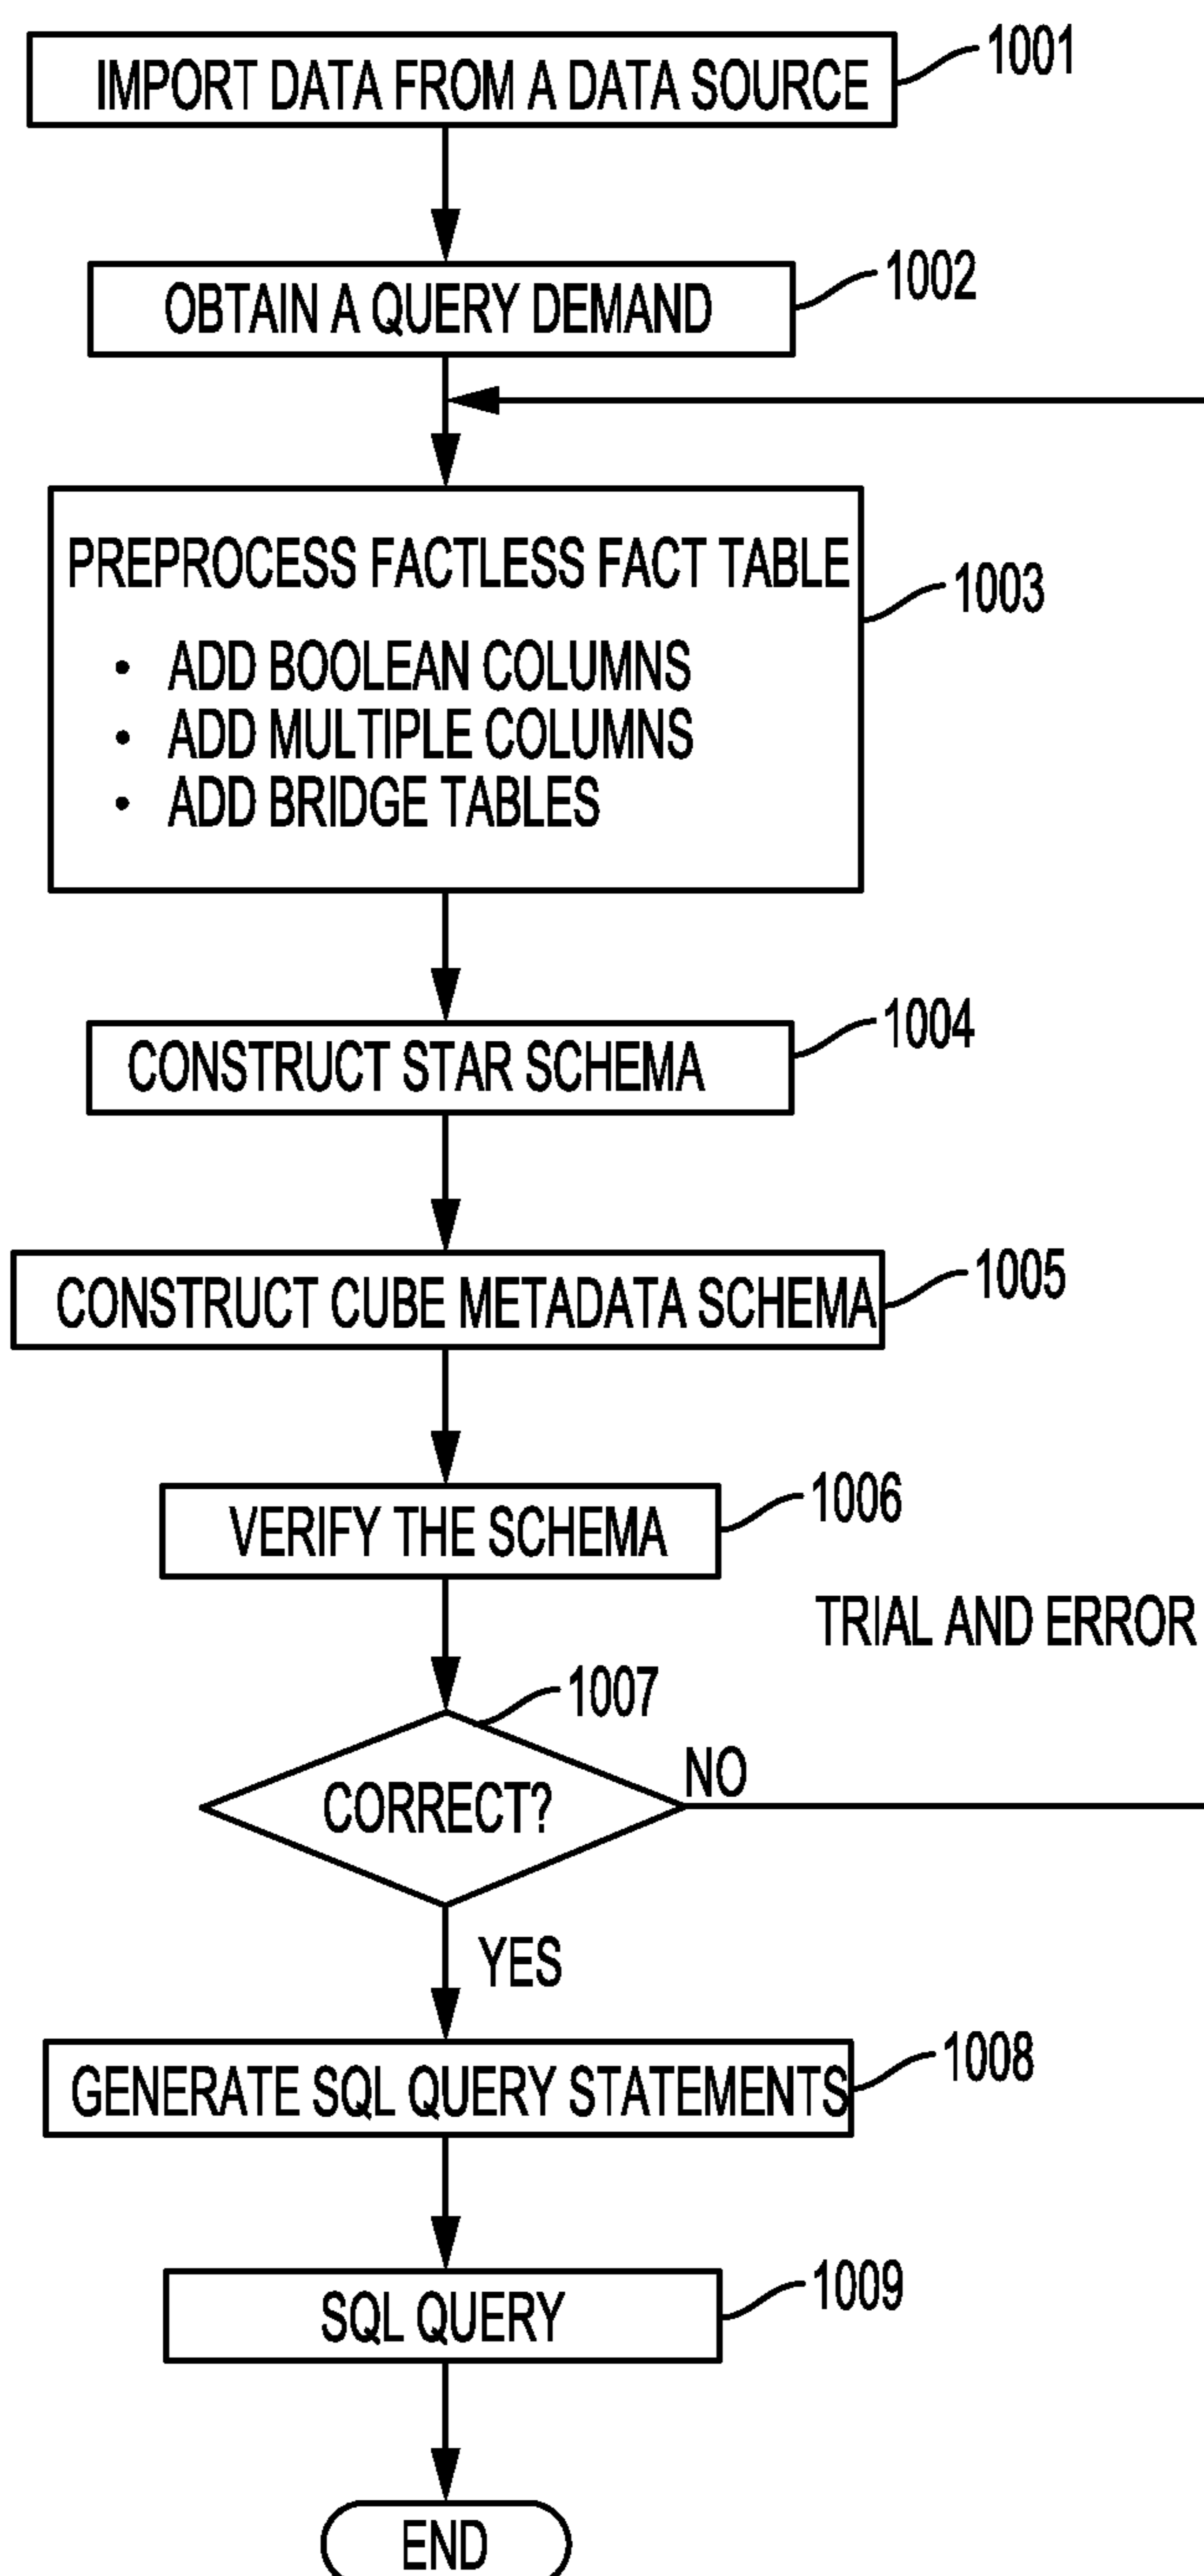 IMPORT DATA FROM A DATA SOURCE
1001
OBTAIN A QUERY DEMAND
1002
PREPROCESS FACTLESS FACT TABLE
• ADD BOOLEAN COLUMNS
• ADD MULTIPLE COLUMNS
• ADD BRIDGE TABLES
1003
CONSTRUCT STAR SCHEMA
1004
CONSTRUCT CUBE METADATA SCHEMA
1005
VERIFY THE SCHEMA
1006
TRIAL AND ERROR
1007
CORRECT?
NO
YES
GENERATE SQL QUERY STATEMENTS
1008
SQL QUERY
1009
END